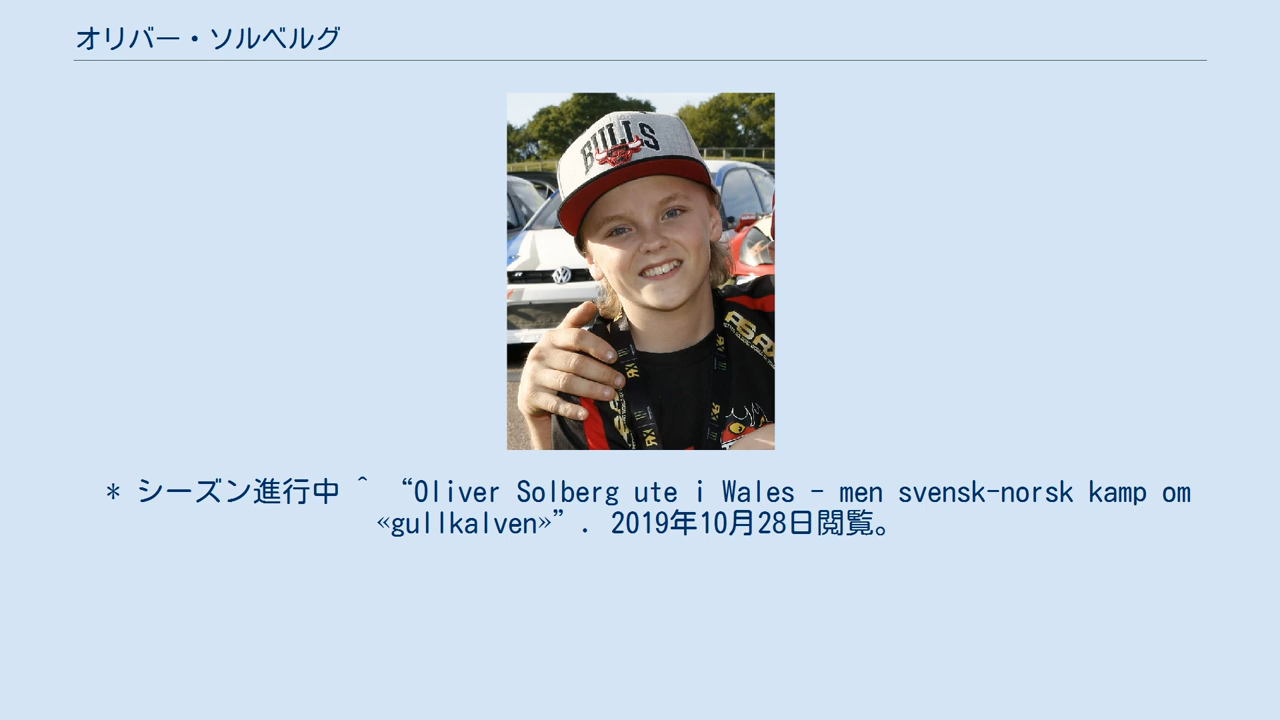 オリバー・ソルベルグ
BULLS
* シーズン進行中 ^ “Oliver Solberg ute i Wales – men svensk-norsk kamp om
«gullkalven»”. 2019年10月28日閲覧。